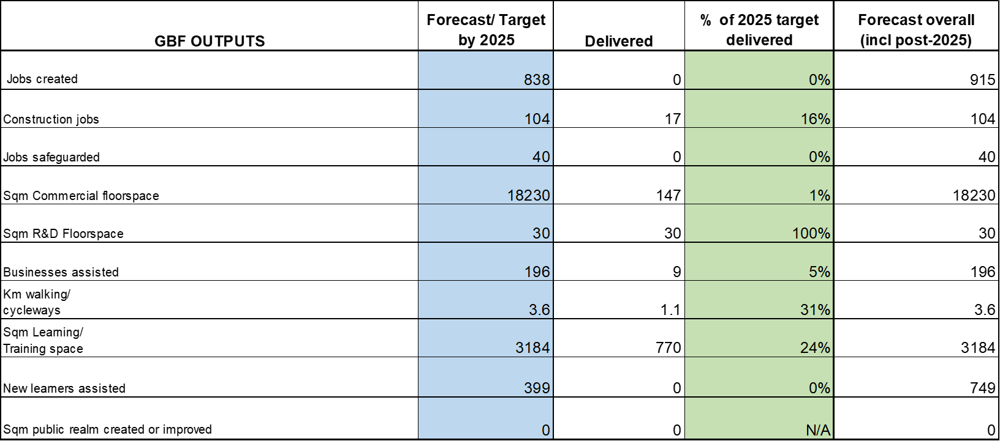 GBF OUTPUTS Forecast/ Target by 2025 Delivered % of 2025 target delivered Forecast overall (incl post-2025)
Jobs created 838 0 0% 915
Construction jobs 104 17 16% 104
Jobs safeguarded 40 0 0% 40
Sqm Commercial floorspace 18230 147 1% 18230
Sqm R&D Floorspace 30 30 100% 30
Businesses assisted 196 9 5% 196
Km walking/
cycleways 3.6 1.1 31% 3.6
Sqm Learning/
Training space 3184 770 24% 3184
New learners assisted 399 0 0% 749
Sqm public realm created or improved 0 0 N/A 0